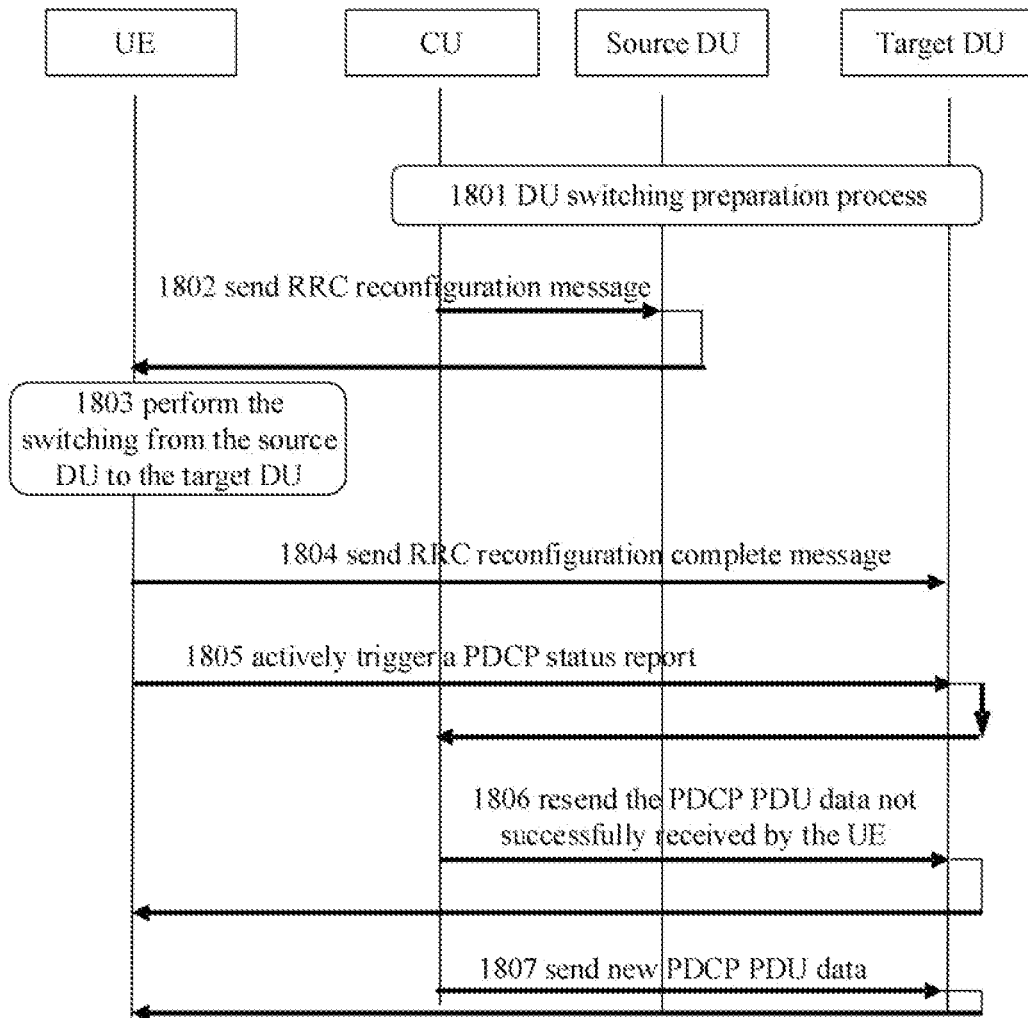 UE CU Source DU Target DU
1801 DU switching preparation process
1802 send RRC reconfiguration message
1803 perform the
switching from the source
DU to the target DU
1804 send RRC reconfiguration complete message
1805 actively trigger a PDCP status report
1806 resend the PDCP PDU data not
successfully received by the UE
1807 send new PDCP PDU data